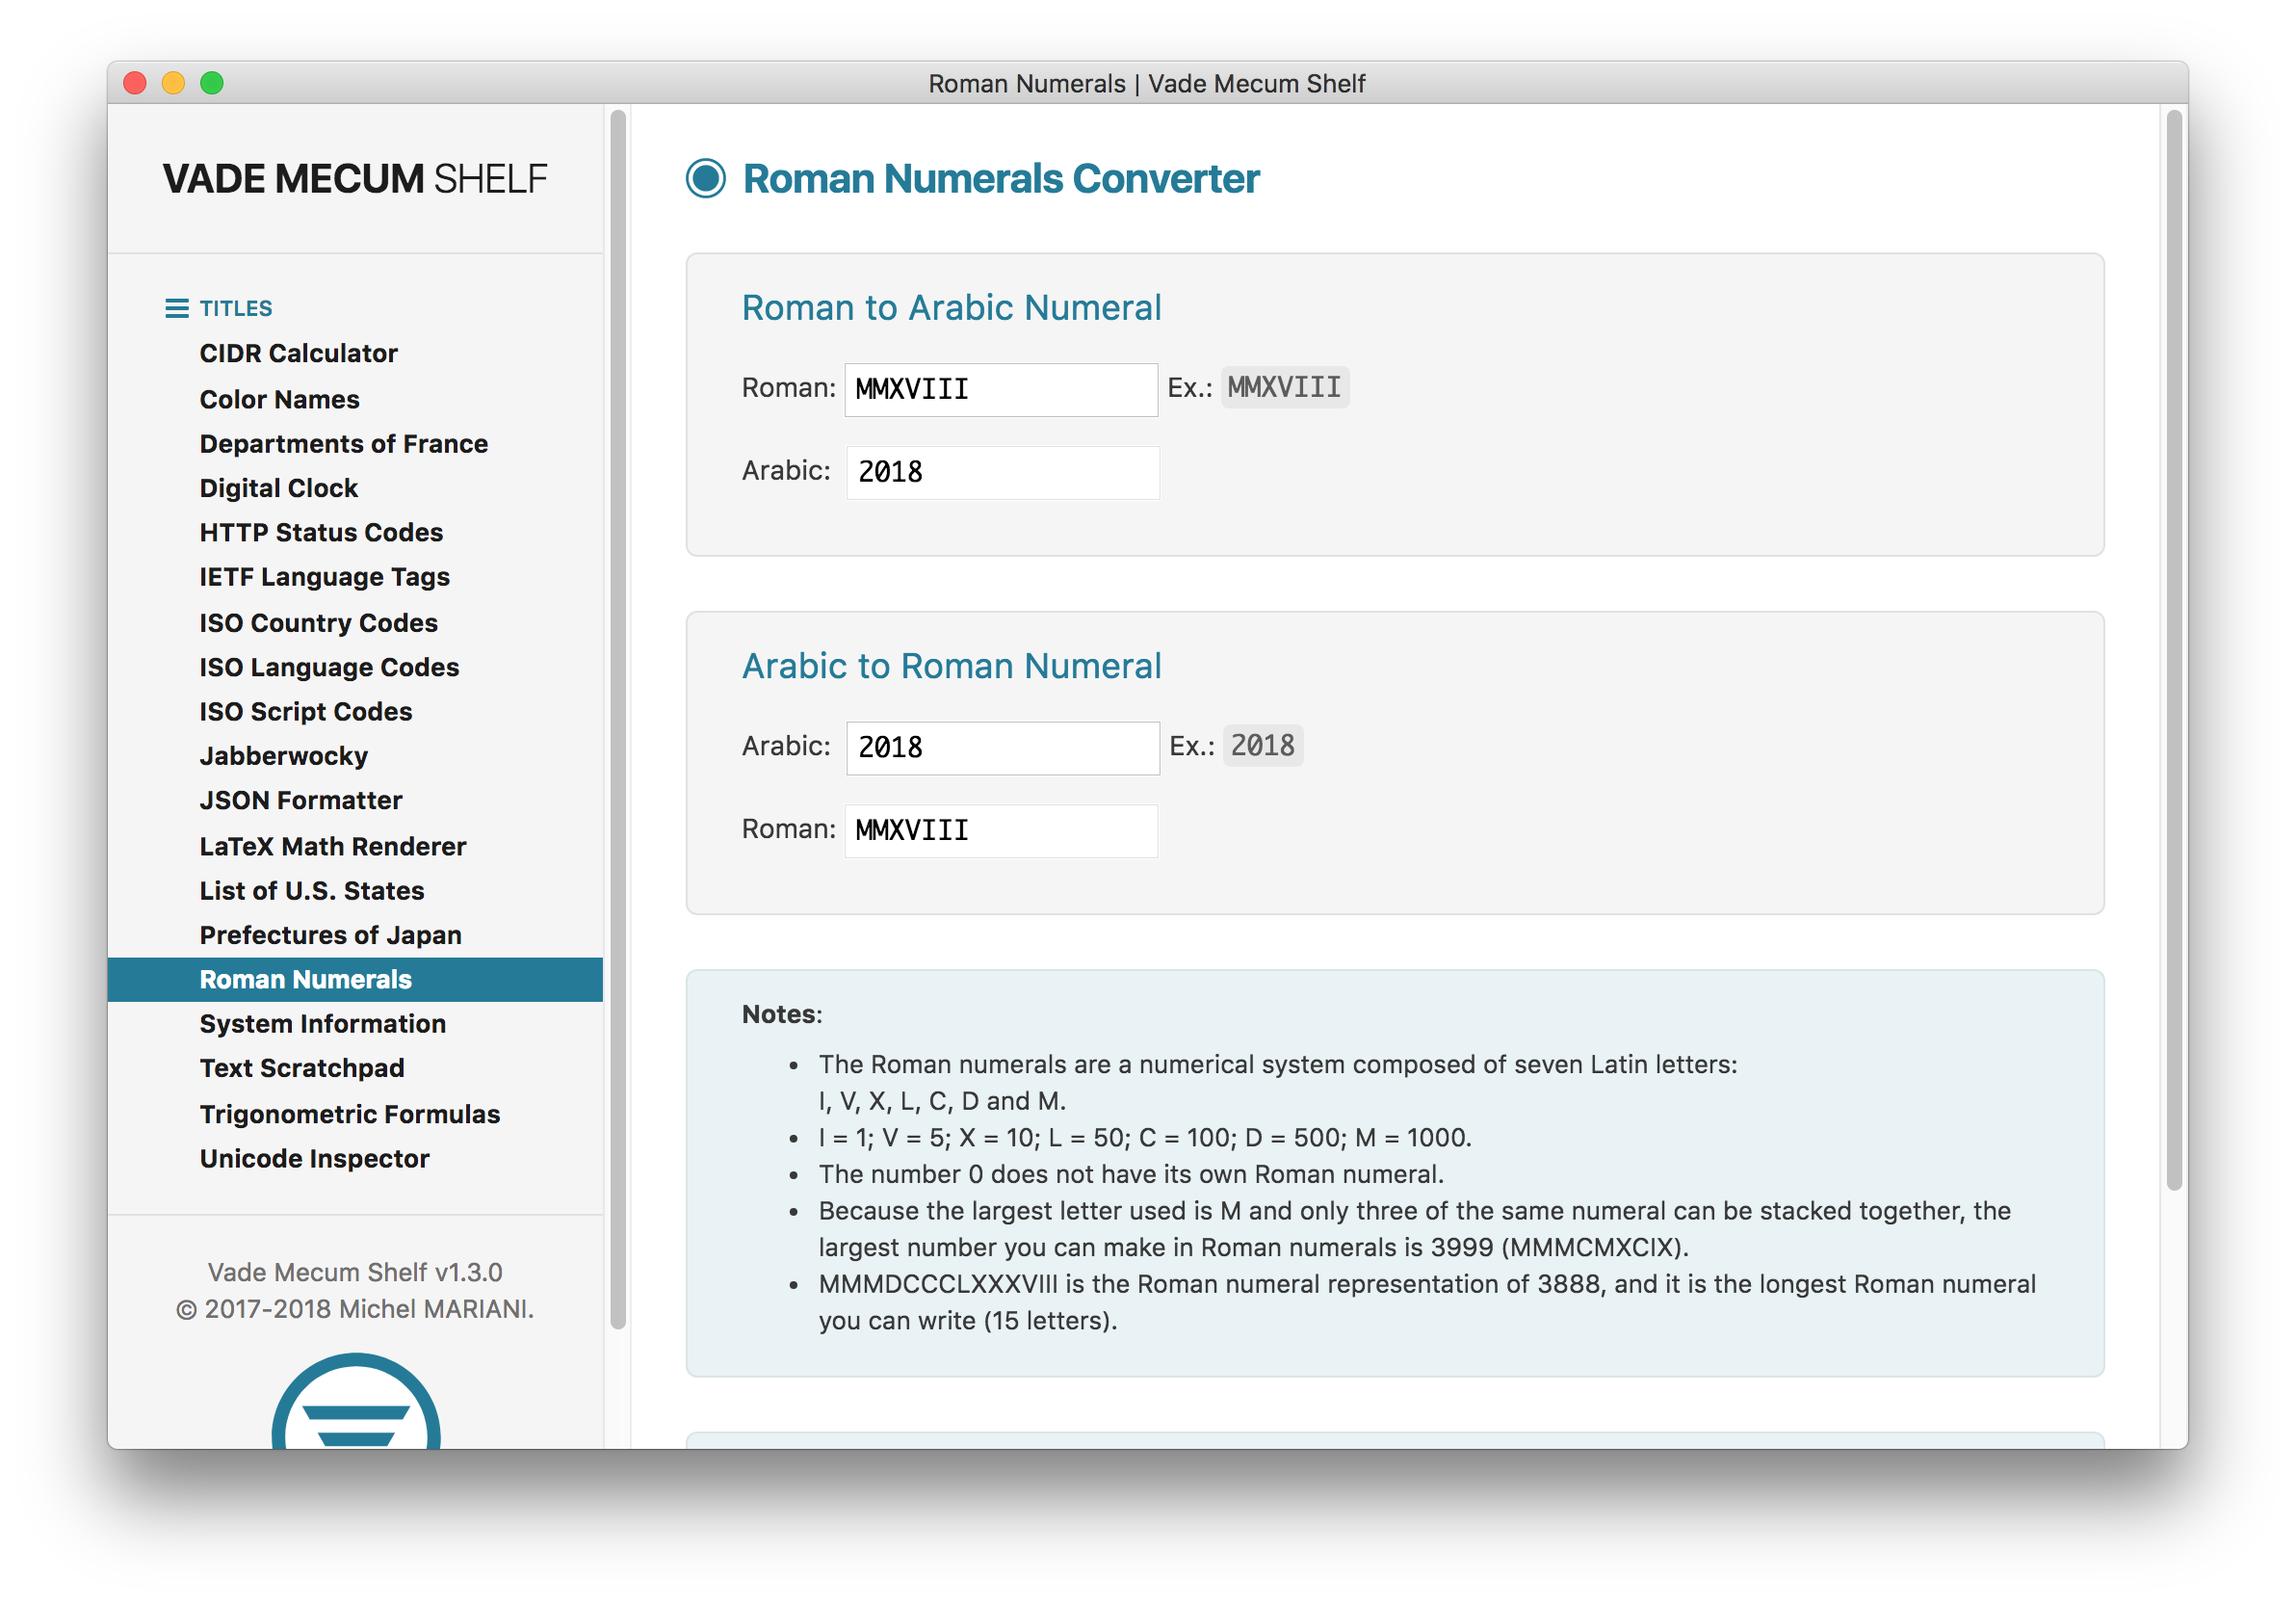 Roman Numerals | Vade Mecum Shelf
VADE MECUM SHELF
TITLES
CIDR Calculator
Color Names
Departments of France
Digital Clock
HTTP Status Codes
IETF Language Tags
ISO Country Codes
ISO Language Codes
ISO Script Codes
Jabberwocky
JSON Formatter
LaTeX Math Renderer
List of U.S. States
Prefectures of Japan
Roman Numerals
System Information
Text Scratchpad
Trigonometric Formulas
Unicode Inspector
Vade Mecum Shelf v1.3.0
© 2017-2018 Michel MARIANI.
Roman Numerals Converter
Roman to Arabic Numeral
Roman: MMXVIII Ex.: MMXVIII
Arabic: 2018
Arabic to Roman Numeral
Arabic: 2018 Ex.: 2018
Roman: MMXVIII
Notes:
• The Roman numerals are a numerical system composed of seven Latin letters:
I, V, X, L, C, D and M.
• I = 1; V = 5; X = 10; L = 50; C = 100; D = 500; M = 1000.
• The number 0 does not have its own Roman numeral.
• Because the largest letter used is M and only three of the same numeral can be stacked together, the
largest number you can make in Roman numerals is 3999 (MMMCMXCIX).
• MMMDCCCLXXXVIII is the Roman numeral representation of 3888, and it is the longest Roman numeral
you can write (15 letters).